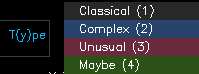 Classical (1)
T(y)pe
Complex (2)
Unusual (3)
Maybe (4)